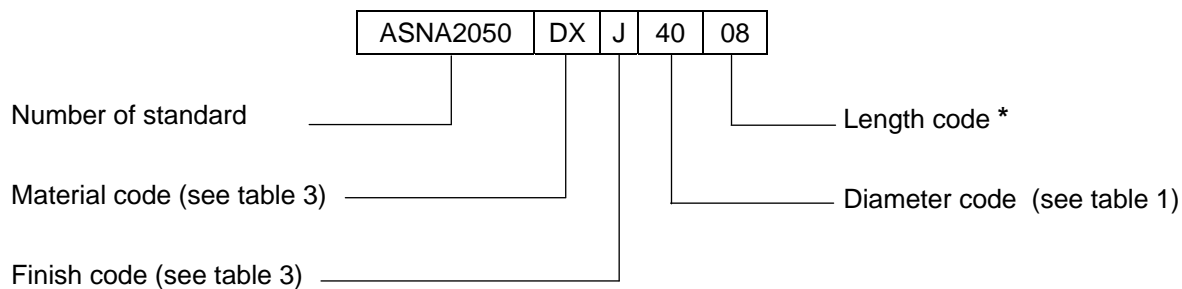 ASNA2050 DX J 40 08
Number of standard
Length code *
Material code (see table 3)
Diameter code (see table 1)
Finish code (see table 3)